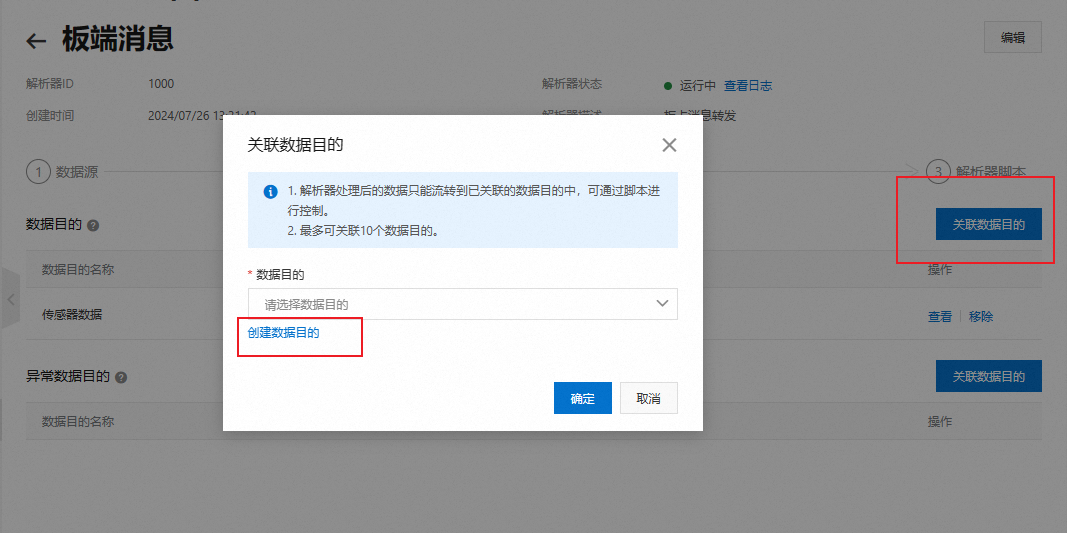 板端消息
编辑
解析器ID
1000
解析器状态
运行中 查看日志
创建时间
2024/07/26 13:21:43
解析器描述
板卡消息转发
1 数据源
3 解析器脚本
数据目的
关联数据目的
数据目的名称
操作
传感器数据
查看 移除
异常数据目的
关联数据目的
数据目的名称
操作
关联数据目的
1. 解析器处理后的数据只能流转到已关联的数据目的中，可通过脚本进
行控制。
2. 最多可关联10个数据目的。
* 数据目的
请选择数据目的
创建数据目的
确定
取消